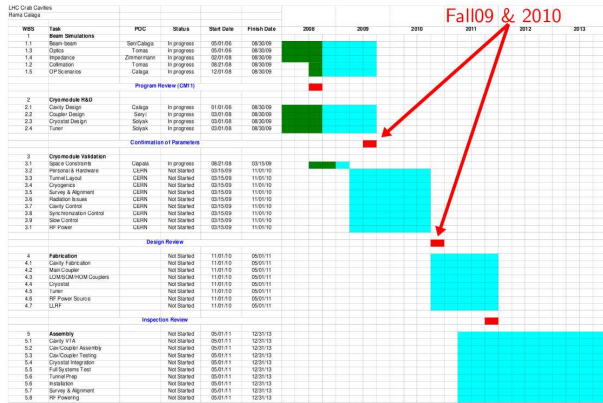 LHC Crab Cavities
Rama Calaga
Fall09 & 2010
WBS Task POC Status Start Date Finish Date 2008 2009 2010 2011 2012 2013
1 Beam Simulations
1.1 Beam-beam Sen/Calaga In progress 05/01/06 08/30/09
1.3 Optics Tomas In progress 05/01/06 08/30/09
1.4 Impedance Zimmermann In progress 02/01/08 08/30/09
1.2 Collimation Tomas In progress 08/21/08 08/30/09
1.5 OP Scenarios Calaga In progress 12/01/08 08/30/09
Program Review (CM11)
2 Cryomodule R&D
2.1 Cavity Design Calaga In progress 01/01/06 08/30/09
2.2 Coupler Design Seryi In progress 03/01/08 08/30/09
2.3 Cryostat Design Solyak In progress 03/01/08 08/30/09
2.4 Tuner Solyak In progress 03/01/08 08/30/09
Confirmation of Parameters
3 Cryomodule Validation
3.1 Space Constraints Ciapala In progress 08/21/08 03/15/09
3.2 Personal & Hardware CERN Not Started 03/15/09 11/01/10
3.3 Tunnel Layout CERN Not Started 03/15/09 11/01/10
3.4 Cryogenics CERN Not Started 03/15/09 11/01/10
3.5 Survey & Alignment CERN Not Started 03/15/09 11/01/10
3.6 Radiation Issues CERN Not Started 03/15/09 11/01/10
3.7 Cavity Control CERN Not Started 03/15/09 11/01/10
3.8 Synchronization Control CERN Not Started 03/15/09 11/01/10
3.9 Slow Control CERN Not Started 03/15/09 11/01/10
3.1 RF Power CERN Not Started 03/15/09 11/01/10
Design Review
4 Fabrication Not Started 11/01/10 05/01/11
4.1 Cavity Fabrication Not Started 11/01/10 05/01/11
4.2 Main Coupler Not Started 11/01/10 05/01/11
4.3 LOM/SOM/HOM Couplers Not Started 11/01/10 05/01/11
4.4 Cryostat Not Started 11/01/10 05/01/11
4.5 Tuner Not Started 11/01/10 05/01/11
4.6 RF Power Source Not Started 11/01/10 05/01/11
4.7 LLRF Not Started 11/01/10 05/01/11
Inspection Review
5 Assembly Not Started 05/01/11 12/31/13
5.1 Cavity VTA Not Started 05/01/11 12/31/13
5.2 Cav/Coupler Assembly Not Started 05/01/11 12/31/13
5.3 Cav/Coupler Testing Not Started 05/01/11 12/31/13
5.4 Cryostat Integration Not Started 05/01/11 12/31/13
5.5 Full Systems Test Not Started 05/01/11 12/31/13
5.6 Tunnel Prep Not Started 05/01/11 12/31/13
5.6 Installation Not Started 05/01/11 12/31/13
5.7 Survey & Alignment Not Started 05/01/11 12/31/13
5.8 RF Powering Not Started 05/01/11 12/31/13